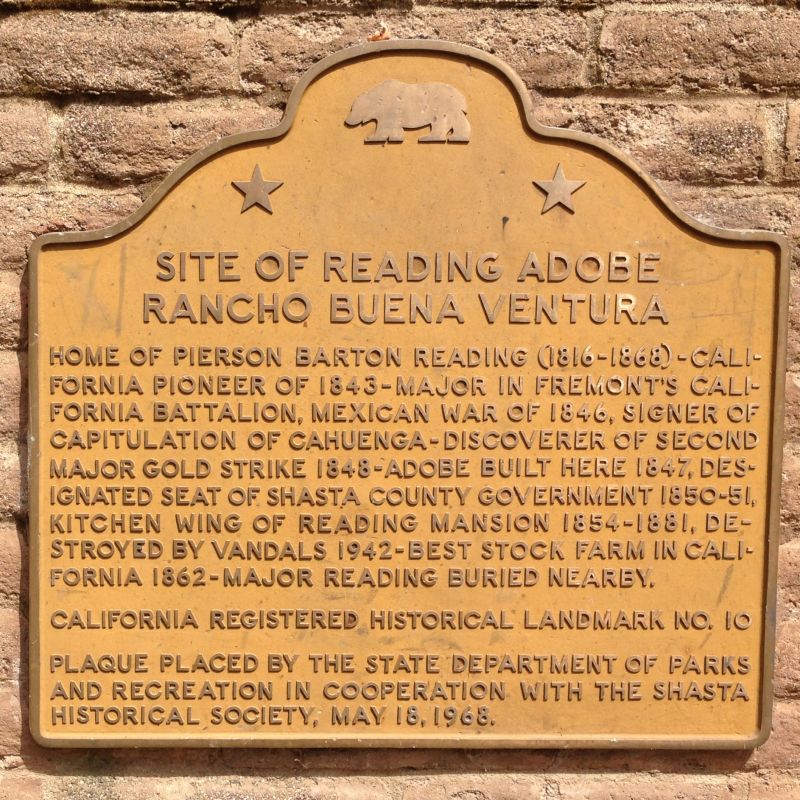 SITE OF READING ADOBE
RANCHO BUENA VENTURA
HOME OF PIERSON BARTON READING (1816-1868)-CALI-
FORNIA PIONEER OF 1843-MAJOR IN FREMONT'S CALI-
FORNIA BATTALION, MEXICAN WAR OF 1846, SIGNER OF
CAPITULATION OF CAHUENGA-DISCOVERER OF SECOND
MAJOR GOLD STRIKE 1848-ADOBE BUILT HERE 1847, DES-
IGNATED SEAT OF SHASTA COUNTY GOVERNMENT 1850-51,
KITCHEN WING OF READING MANSION 1854-1881, DE-
STROYED BY VANDALS 1942-BEST STOCK FARM IN CALI-
FORNIA 1862-MAJOR READING BURIED NEARBY.
CALIFORNIA REGISTERED HISTORICAL LANDMARK NO. 10
PLAQUE PLACED BY THE STATE DEPARTMENT OF PARKS
AND RECREATION IN COOPERATION WITH THE SHASTA
HISTORICAL SOCIETY, MAY 18, 1968.